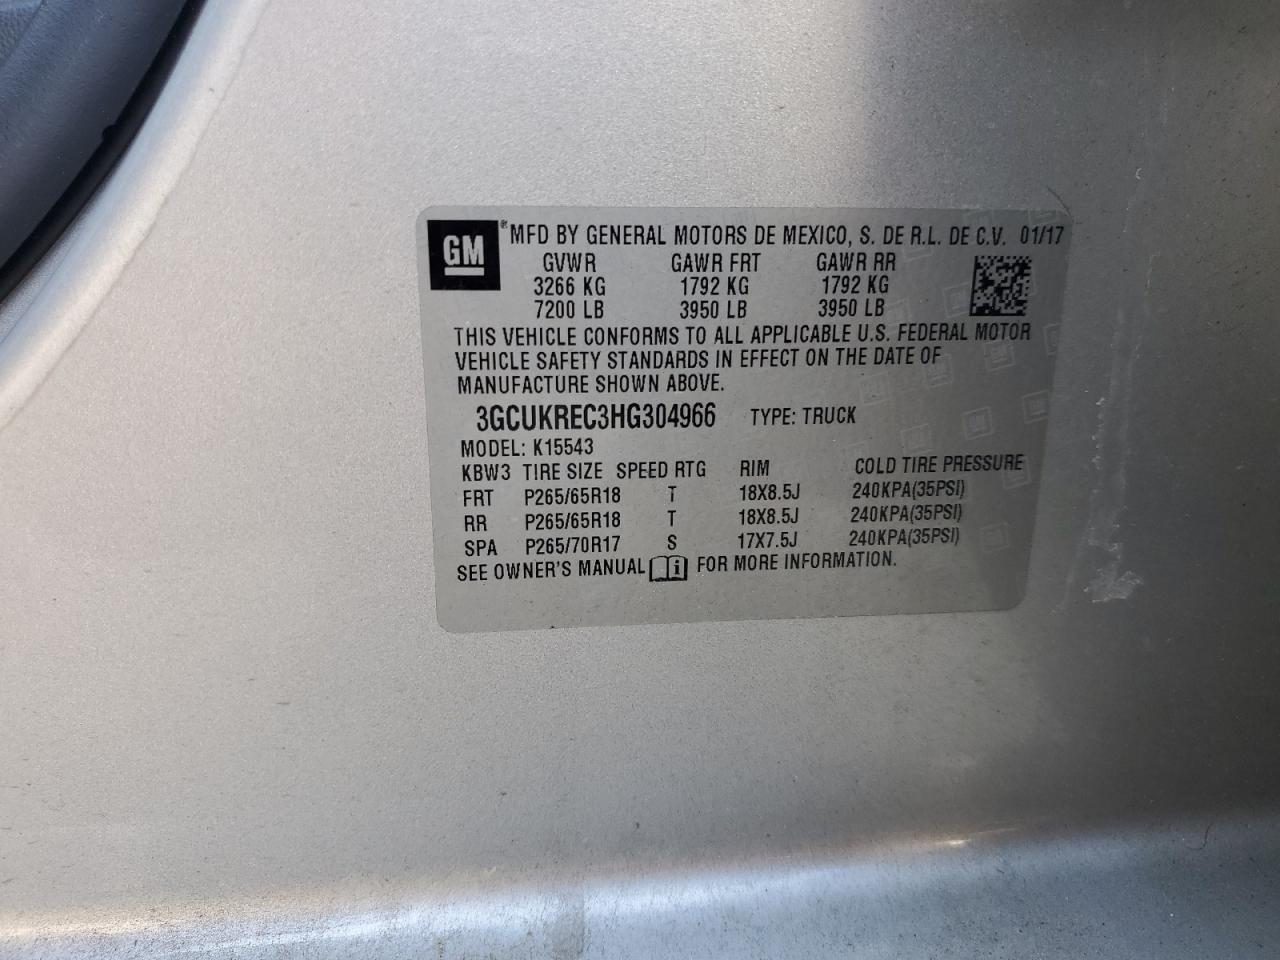 GM® MFD BY GENERAL MOTORS DE MEXICO, S. DE R.L. DE C.V. 01/17
GVWR GAWR FRT GAWR RR
3266 KG 1792 KG 1792 KG
7200 LB 3950 LB 3950 LB
THIS VEHICLE CONFORMS TO ALL APPLICABLE U.S. FEDERAL MOTOR
VEHICLE SAFETY STANDARDS IN EFFECT ON THE DATE OF
MANUFACTURE SHOWN ABOVE.
3GCUKREC3HG304966 TYPE: TRUCK
MODEL: K15543
KBW3 TIRE SIZE SPEED RTG RIM COLD TIRE PRESSURE
FRT P265/65R18 T 18X8.5J 240KPA(35PSI)
RR P265/65R18 T 18X8.5J 240KPA(35PSI)
SPA P265/70R17 S 17X7.5J 240KPA(35PSI)
SEE OWNER'S MANUAL i FOR MORE INFORMATION.